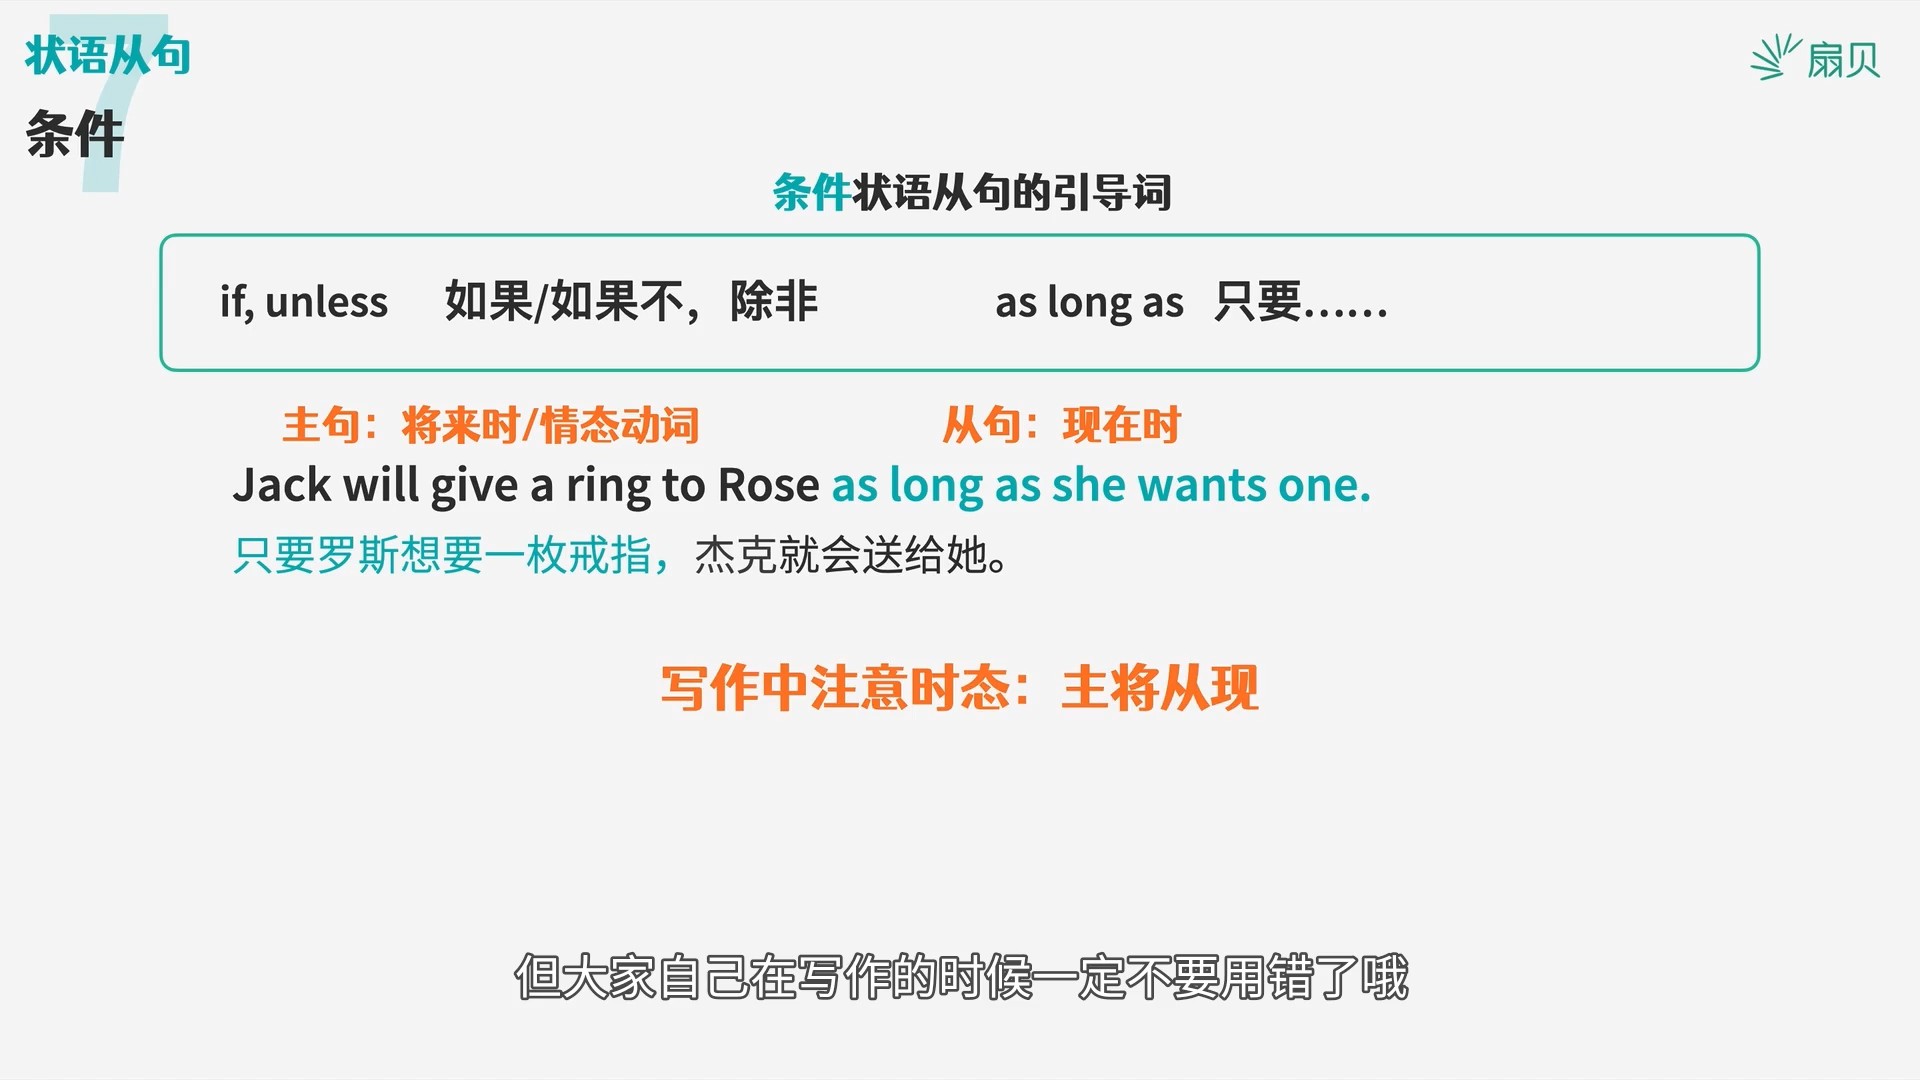 7
状语从句
扇贝
条件
条件状语从句的引导词
if, unless 如果/如果不，除非 as long as 只要……
主句：将来时/情态动词 从句：现在时
Jack will give a ring to Rose as long as she wants one.
只要罗斯想要一枚戒指，杰克就会送给她。
写作中注意时态：主将从现
但大家自己在写作的时候一定不要用错了哦